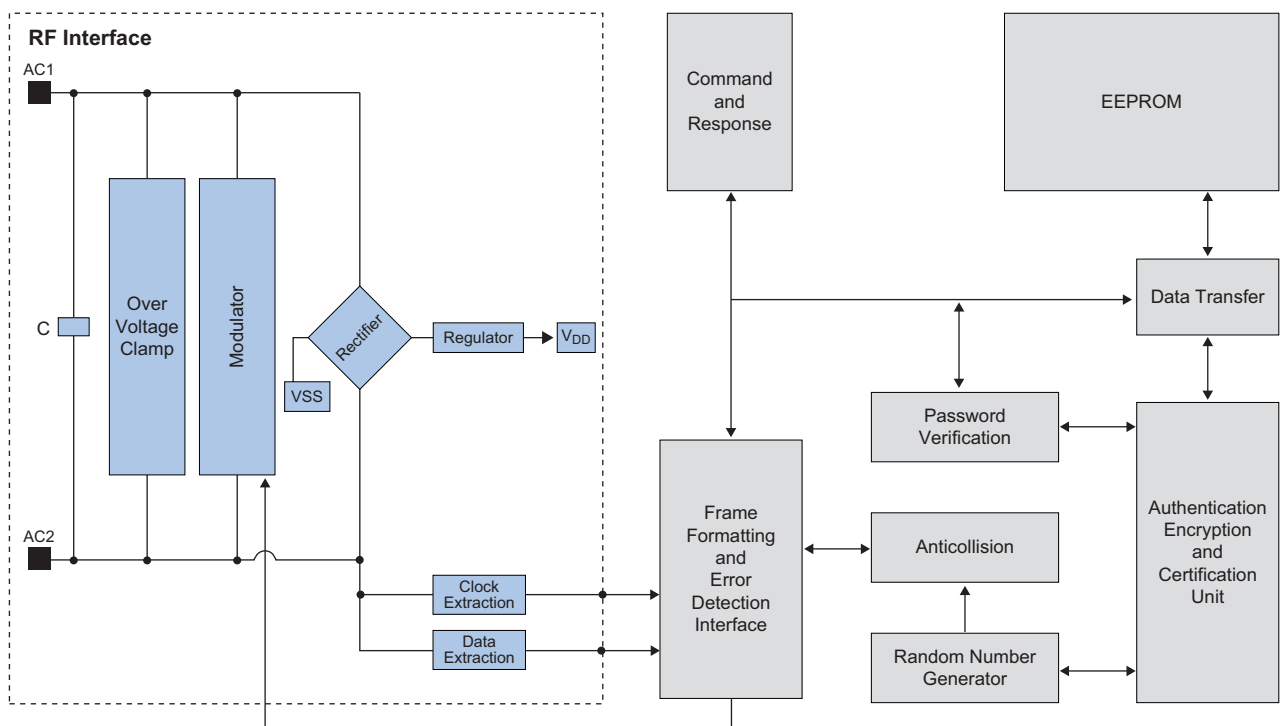 RF Interface
AC1
C
Over
Voltage
Clamp
Modulator
Rectifier
VSS
Regulator
VDD
AC2
Clock
Extraction
Data
Extraction
Command
and
Response
EEPROM
Data Transfer
Password
Verification
Frame
Formatting
and
Error
Detection
Interface
Anticollision
Random Number
Generator
Authentication
Encryption
and
Certification
Unit